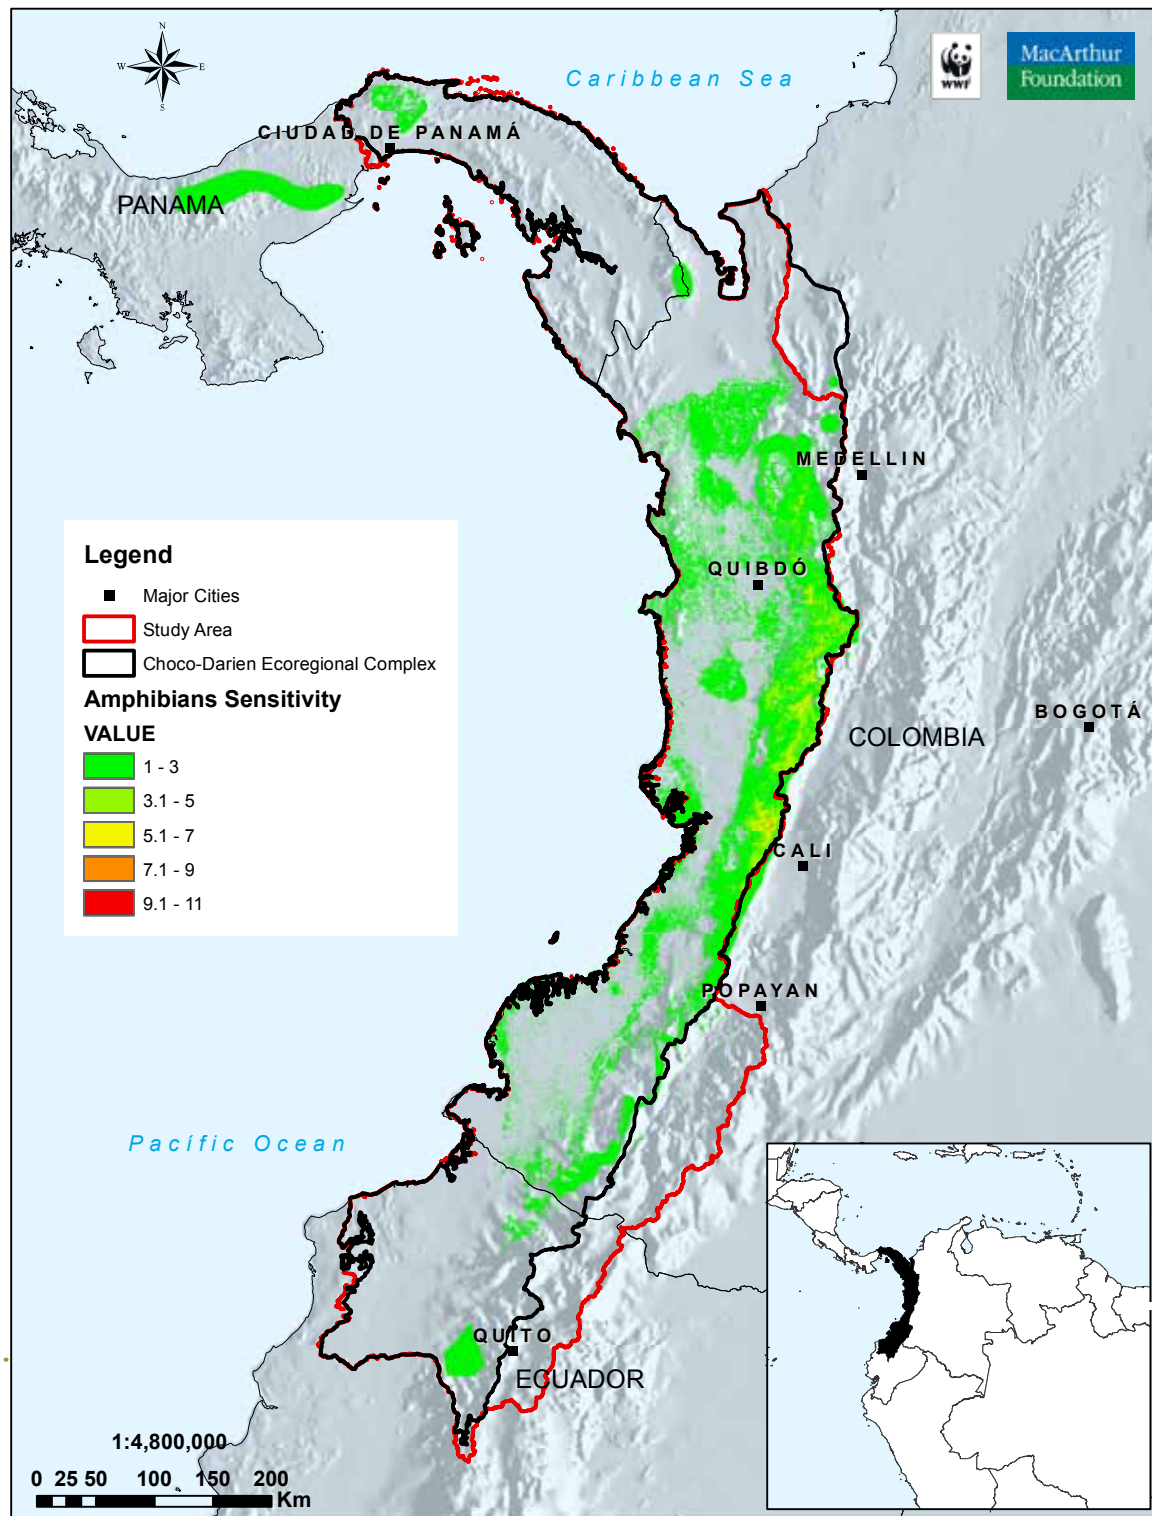 N
W
E
S
Caribbean Sea
WWF
MacArthur
Foundation
CIUDAD DE PANAMÁ
PANAMA
MEDELLIN
Legend
Major Cities
Study Area
Choco-Darien Ecoregional Complex
Amphibians Sensitivity
VALUE
1 - 3
3.1 - 5
5.1 - 7
7.1 - 9
9.1 - 11
QUIBDÓ
BOGOTÁ
COLOMBIA
CALI
POPAYAN
Pacífic Ocean
QUITO
ECUADOR
1:4,800,000
0 25 50 100 150 200
Km